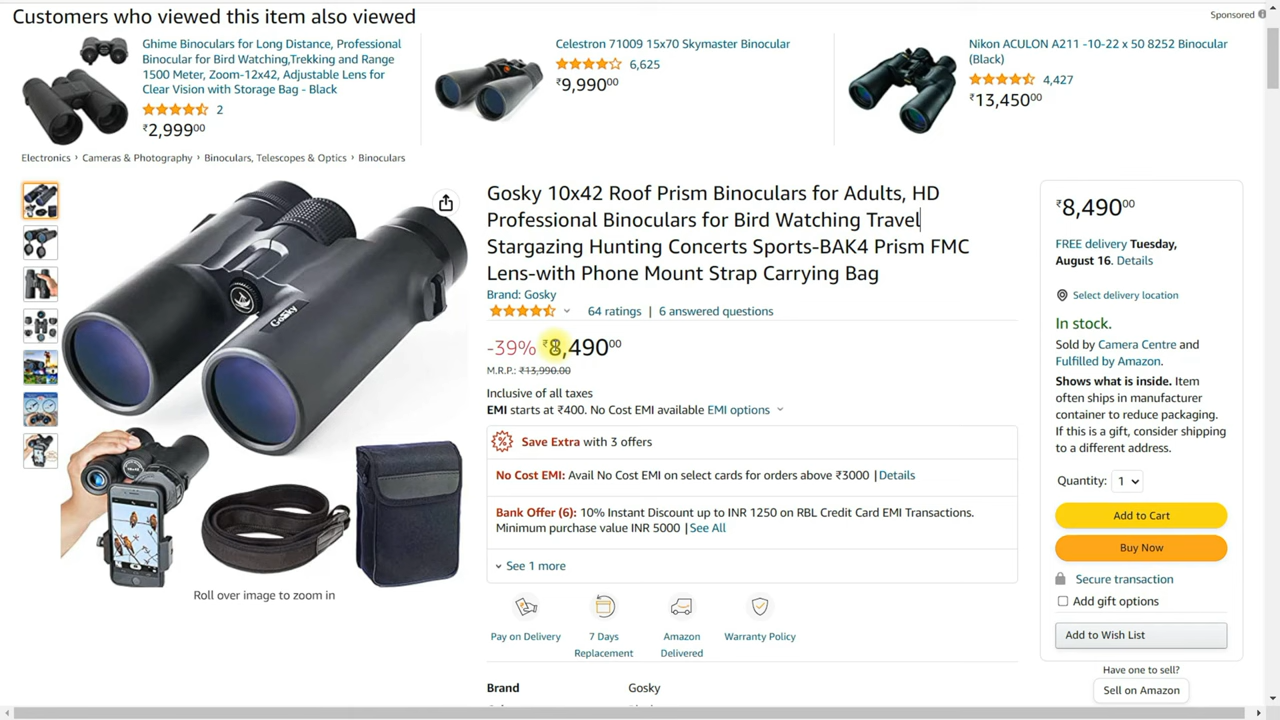 Customers who viewed this item also viewed
Sponsored
Ghime Binoculars for Long Distance, Professional
Binocular for Bird Watching,Trekking and Range
1500 Meter, Zoom-12x42, Adjustable Lens for
Clear Vision with Storage Bag - Black
2
₹2,999.00
Celestron 71009 15x70 Skymaster Binocular
6,625
₹9,990.00
Nikon ACULON A211 -10-22 x 50 8252 Binocular
(Black)
4,427
₹13,450.00
Electronics › Cameras & Photography › Binoculars, Telescopes & Optics › Binoculars
Gosky
Roll over image to zoom in
Gosky 10x42 Roof Prism Binoculars for Adults, HD
Professional Binoculars for Bird Watching Travel
Stargazing Hunting Concerts Sports-BAK4 Prism FMC
Lens-with Phone Mount Strap Carrying Bag
Brand: Gosky
64 ratings | 6 answered questions
-39% ₹8,490.00
M.R.P.: ₹13,990.00
Inclusive of all taxes
EMI starts at ₹400. No Cost EMI available EMI options
Save Extra with 3 offers
No Cost EMI: Avail No Cost EMI on select cards for orders above ₹3000 |Details
Bank Offer (6): 10% Instant Discount up to INR 1250 on RBL Credit Card EMI Transactions.
Minimum purchase value INR 5000 |See All
See 1 more
Pay on Delivery
7 Days
Replacement
Amazon
Delivered
Warranty Policy
Brand Gosky
₹8,490.00
FREE delivery Tuesday,
August 16. Details
Select delivery location
In stock.
Sold by Camera Centre and
Fulfilled by Amazon.
Shows what is inside. Item
often ships in manufacturer
container to reduce packaging.
If this is a gift, consider shipping
to a different address.
Quantity: 1
Add to Cart
Buy Now
Secure transaction
Add gift options
Add to Wish List
Have one to sell?
Sell on Amazon